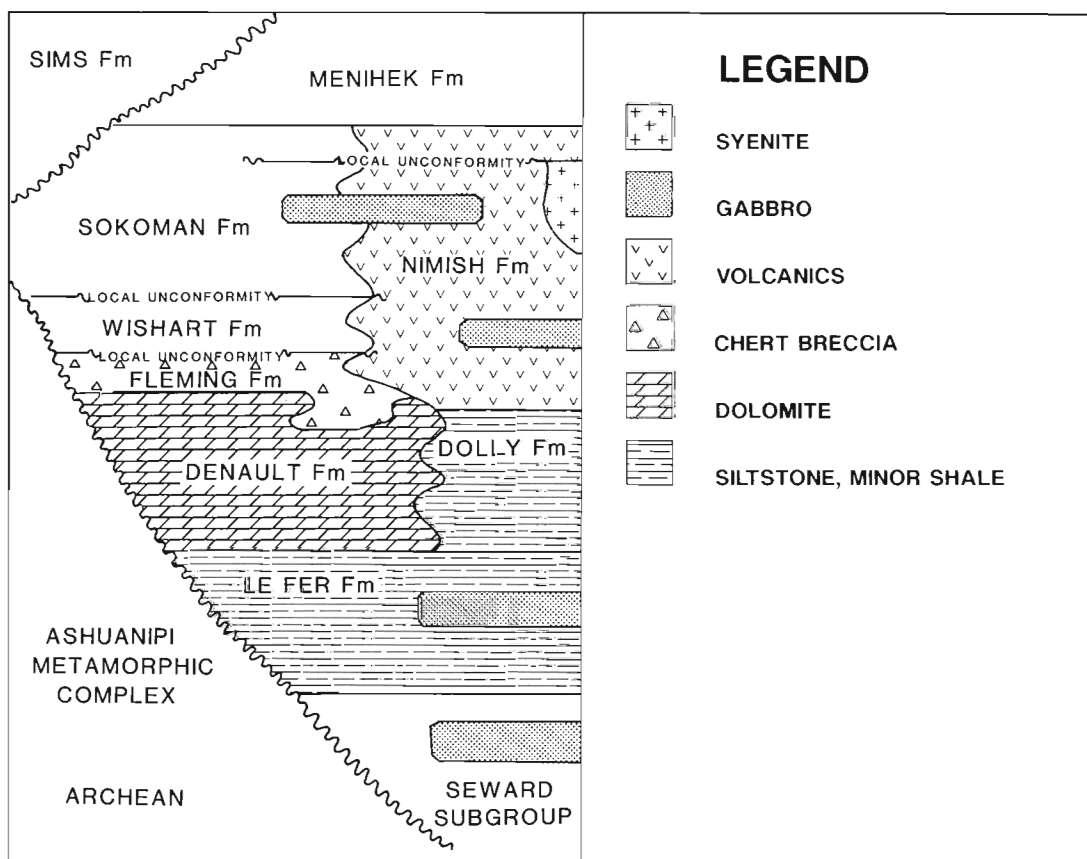 SIMS Fm
MENIHEK Fm
LOCAL UNCONFORMITY
SOKOMAN Fm
NIMISH Fm
LOCAL UNCONFORMITY
WISHART Fm
LOCAL UNCONFORMITY
FLEMING Fm
DOLLY Fm
DENAULT Fm
LE FER Fm
ASHUANIPI
METAMORPHIC
COMPLEX
ARCHEAN
SEWARD
SUBGROUP
LEGEND
SYENITE
GABBRO
VOLCANICS
CHERT BRECCIA
DOLOMITE
SILTSTONE, MINOR SHALE